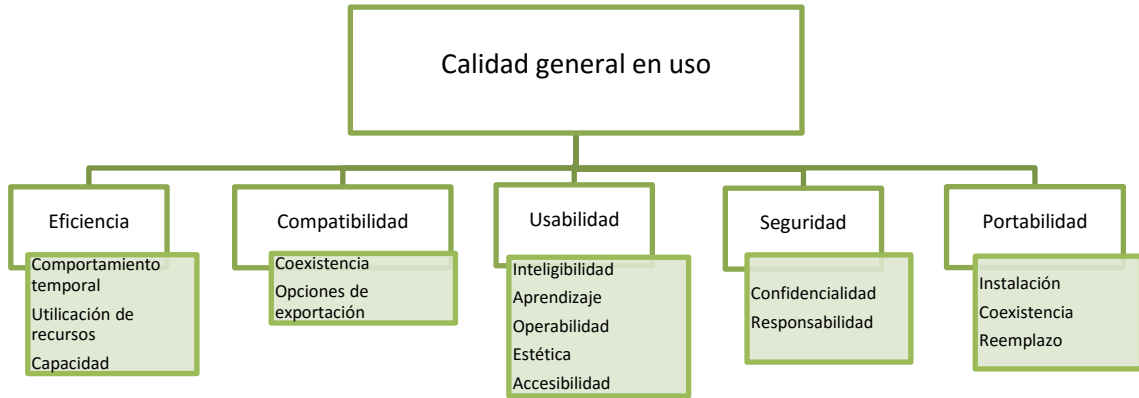 Calidad general en uso
Eficiencia
Comportamiento
temporal
Utilización de
recursos
Capacidad
Compatibilidad
Coexistencia
Opciones de
exportación
Usabilidad
Inteligibilidad
Aprendizaje
Operabilidad
Estética
Accesibilidad
Seguridad
Confidencialidad
Responsabilidad
Portabilidad
Instalación
Coexistencia
Reemplazo